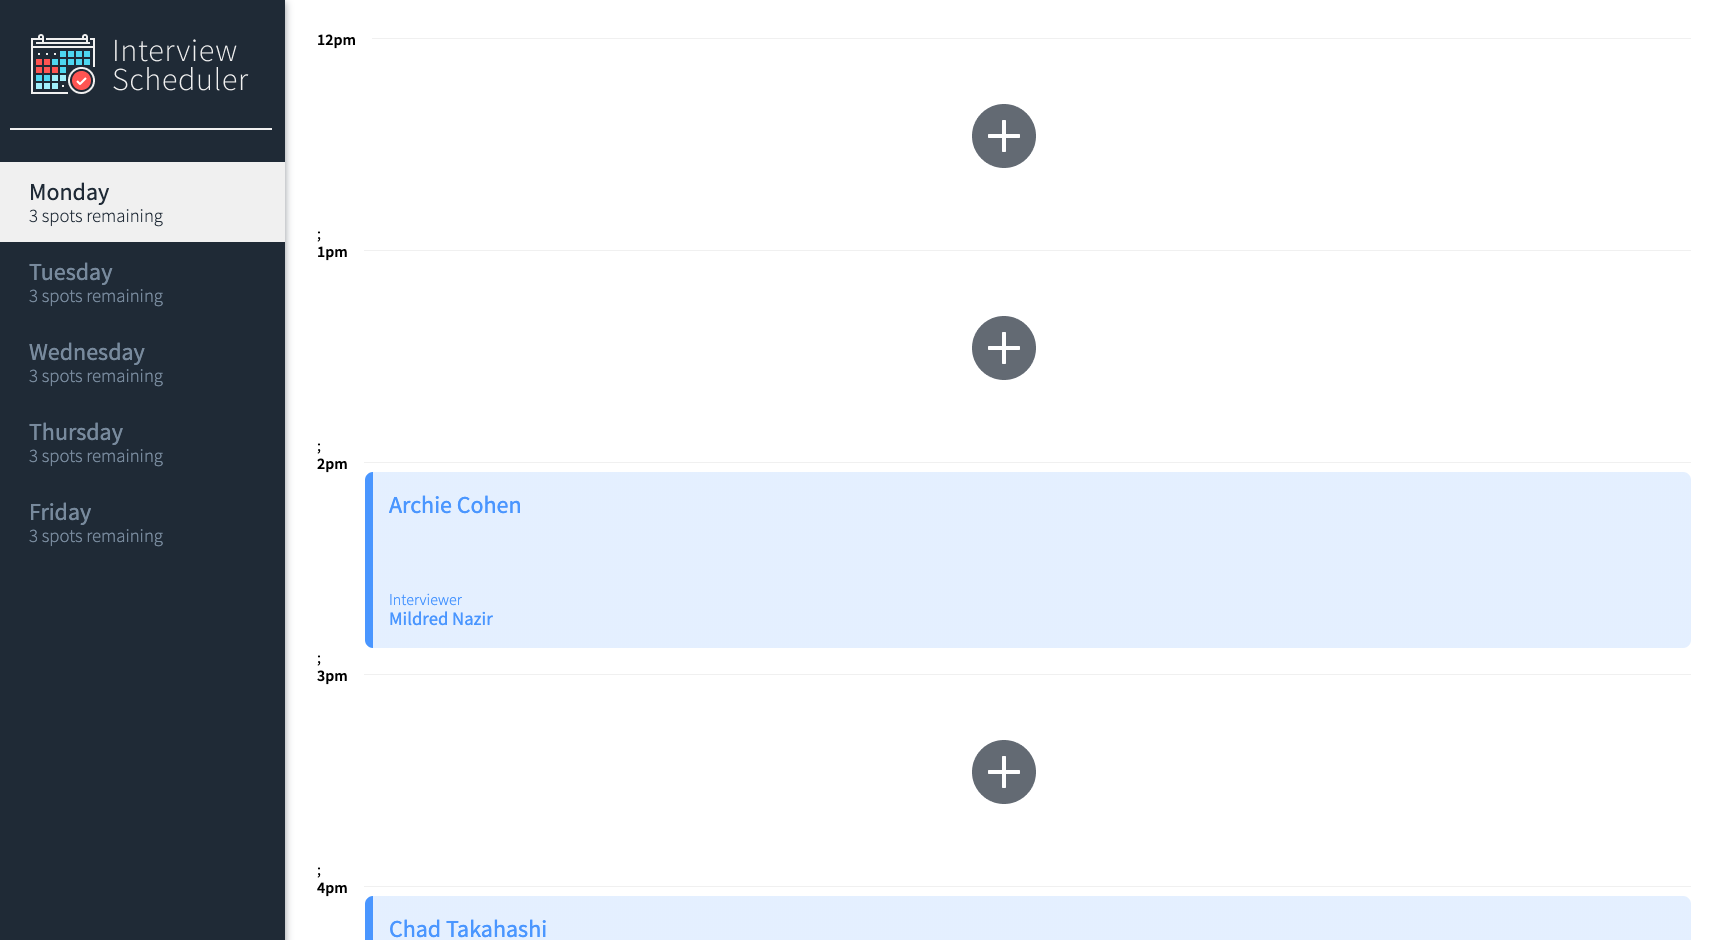 Interview
Scheduler
Monday
3 spots remaining
Tuesday
3 spots remaining
Wednesday
3 spots remaining
Thursday
3 spots remaining
Friday
3 spots remaining
12pm
;
1pm
;
2pm
Archie Cohen
Interviewer
Mildred Nazir
;
3pm
;
4pm
Chad Takahashi